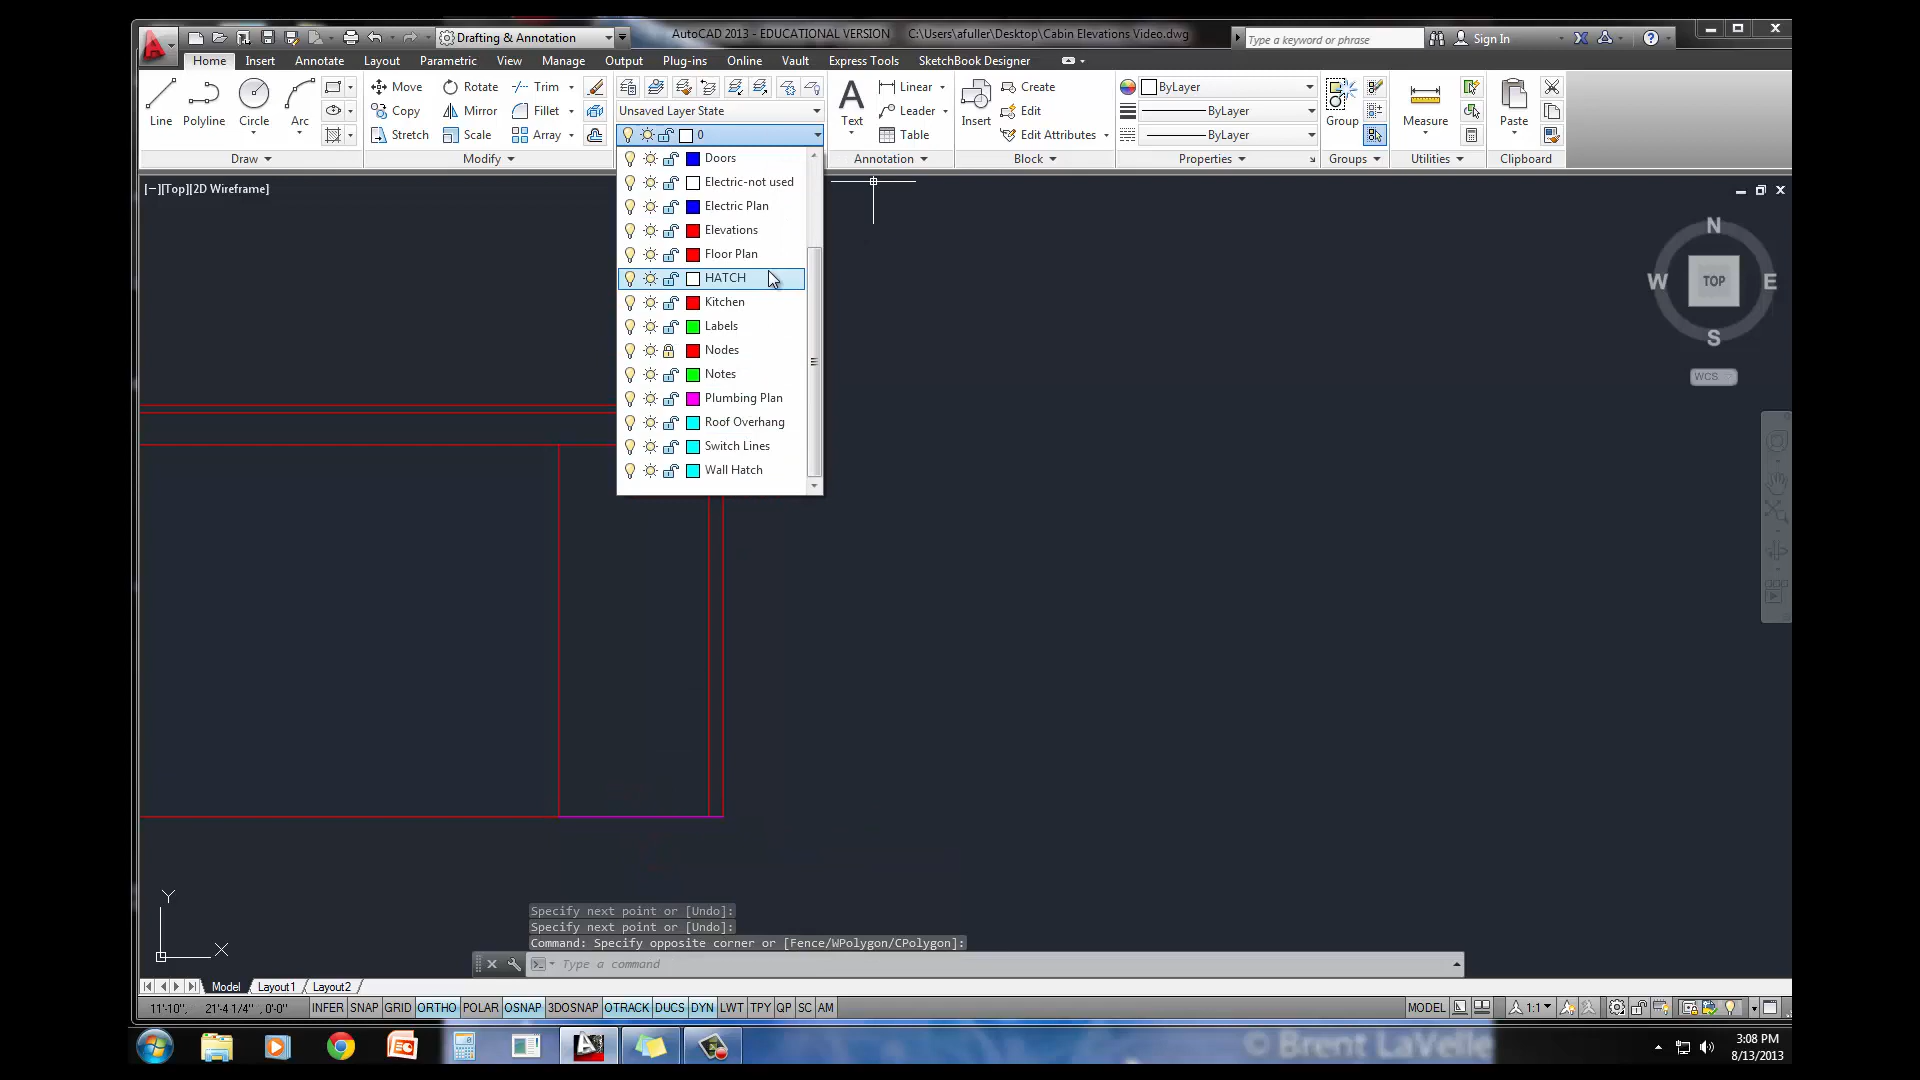 Drafting & Annotation
AutoCAD 2013 - EDUCATIONAL VERSION C:\Users\afuller\Desktop\Cabin Elevations Video.dwg
Type a keyword or phrase
Sign In
Home Insert Annotate Layout Parametric View Manage Output Plug-ins Online Vault Express Tools SketchBook Designer
Move Rotate Trim
Unsaved Layer State
Linear
Create
ByLayer
Line Polyline Circle Arc
Copy Mirror Fillet
Text
Leader
Insert
Edit
ByLayer
Group
Measure
Paste
Stretch Scale Array
0
Table
Edit Attributes
ByLayer
Draw
Modify
Annotation
Block
Properties
Groups
Utilities
Clipboard
[−][Top][2D Wireframe]
Doors
Electric-not used
Electric Plan
Elevations
Floor Plan
HATCH
Kitchen
Labels
Nodes
Notes
Plumbing Plan
Roof Overhang
Switch Lines
Wall Hatch
N
W
TOP
E
S
WCS
Y
X
Specify next point or [Undo]:
Specify next point or [Undo]:
Command: Specify opposite corner or [Fence/WPolygon/CPolygon]:
Type a command
Model Layout1 Layout2
11'-10", 21'-4 1/4" , 0'-0"
INFER SNAP GRID ORTHO POLAR OSNAP 3DOSNAP OTRACK DUCS DYN LWT TPY QP SC AM
MODEL
1:1
© Brent LaVelle
3:08 PM
8/13/2013